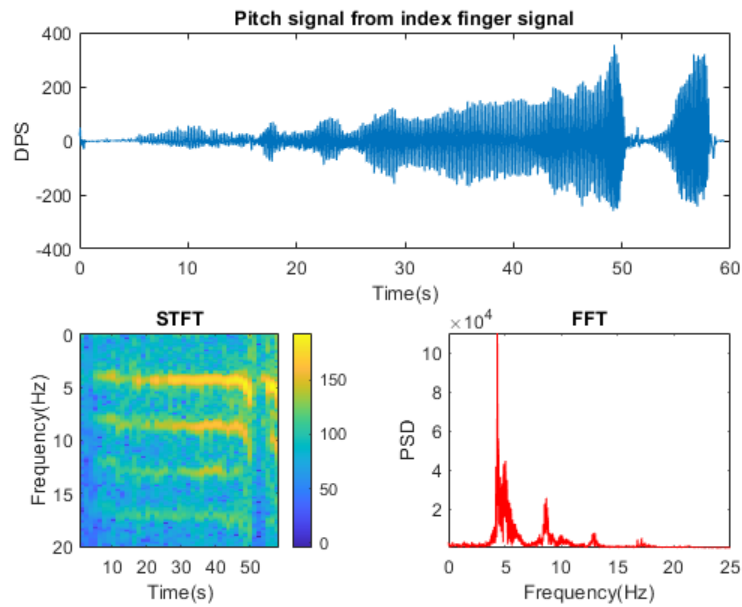 Pitch signal from index finger signal
400
200
0
-200
-400
DPS
0 10 20 30 40 50 60
Time(s)
STFT
0
5
10
15
20
Frequency(Hz)
10 20 30 40 50
Time(s)
150
100
50
0
FFT
×10⁴
10
8
6
4
2
PSD
0 5 10 15 20 25
Frequency(Hz)